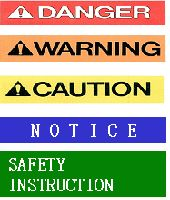 DANGER
WARNING
CAUTION
NOTICE
SAFETY
INSTRUCTION